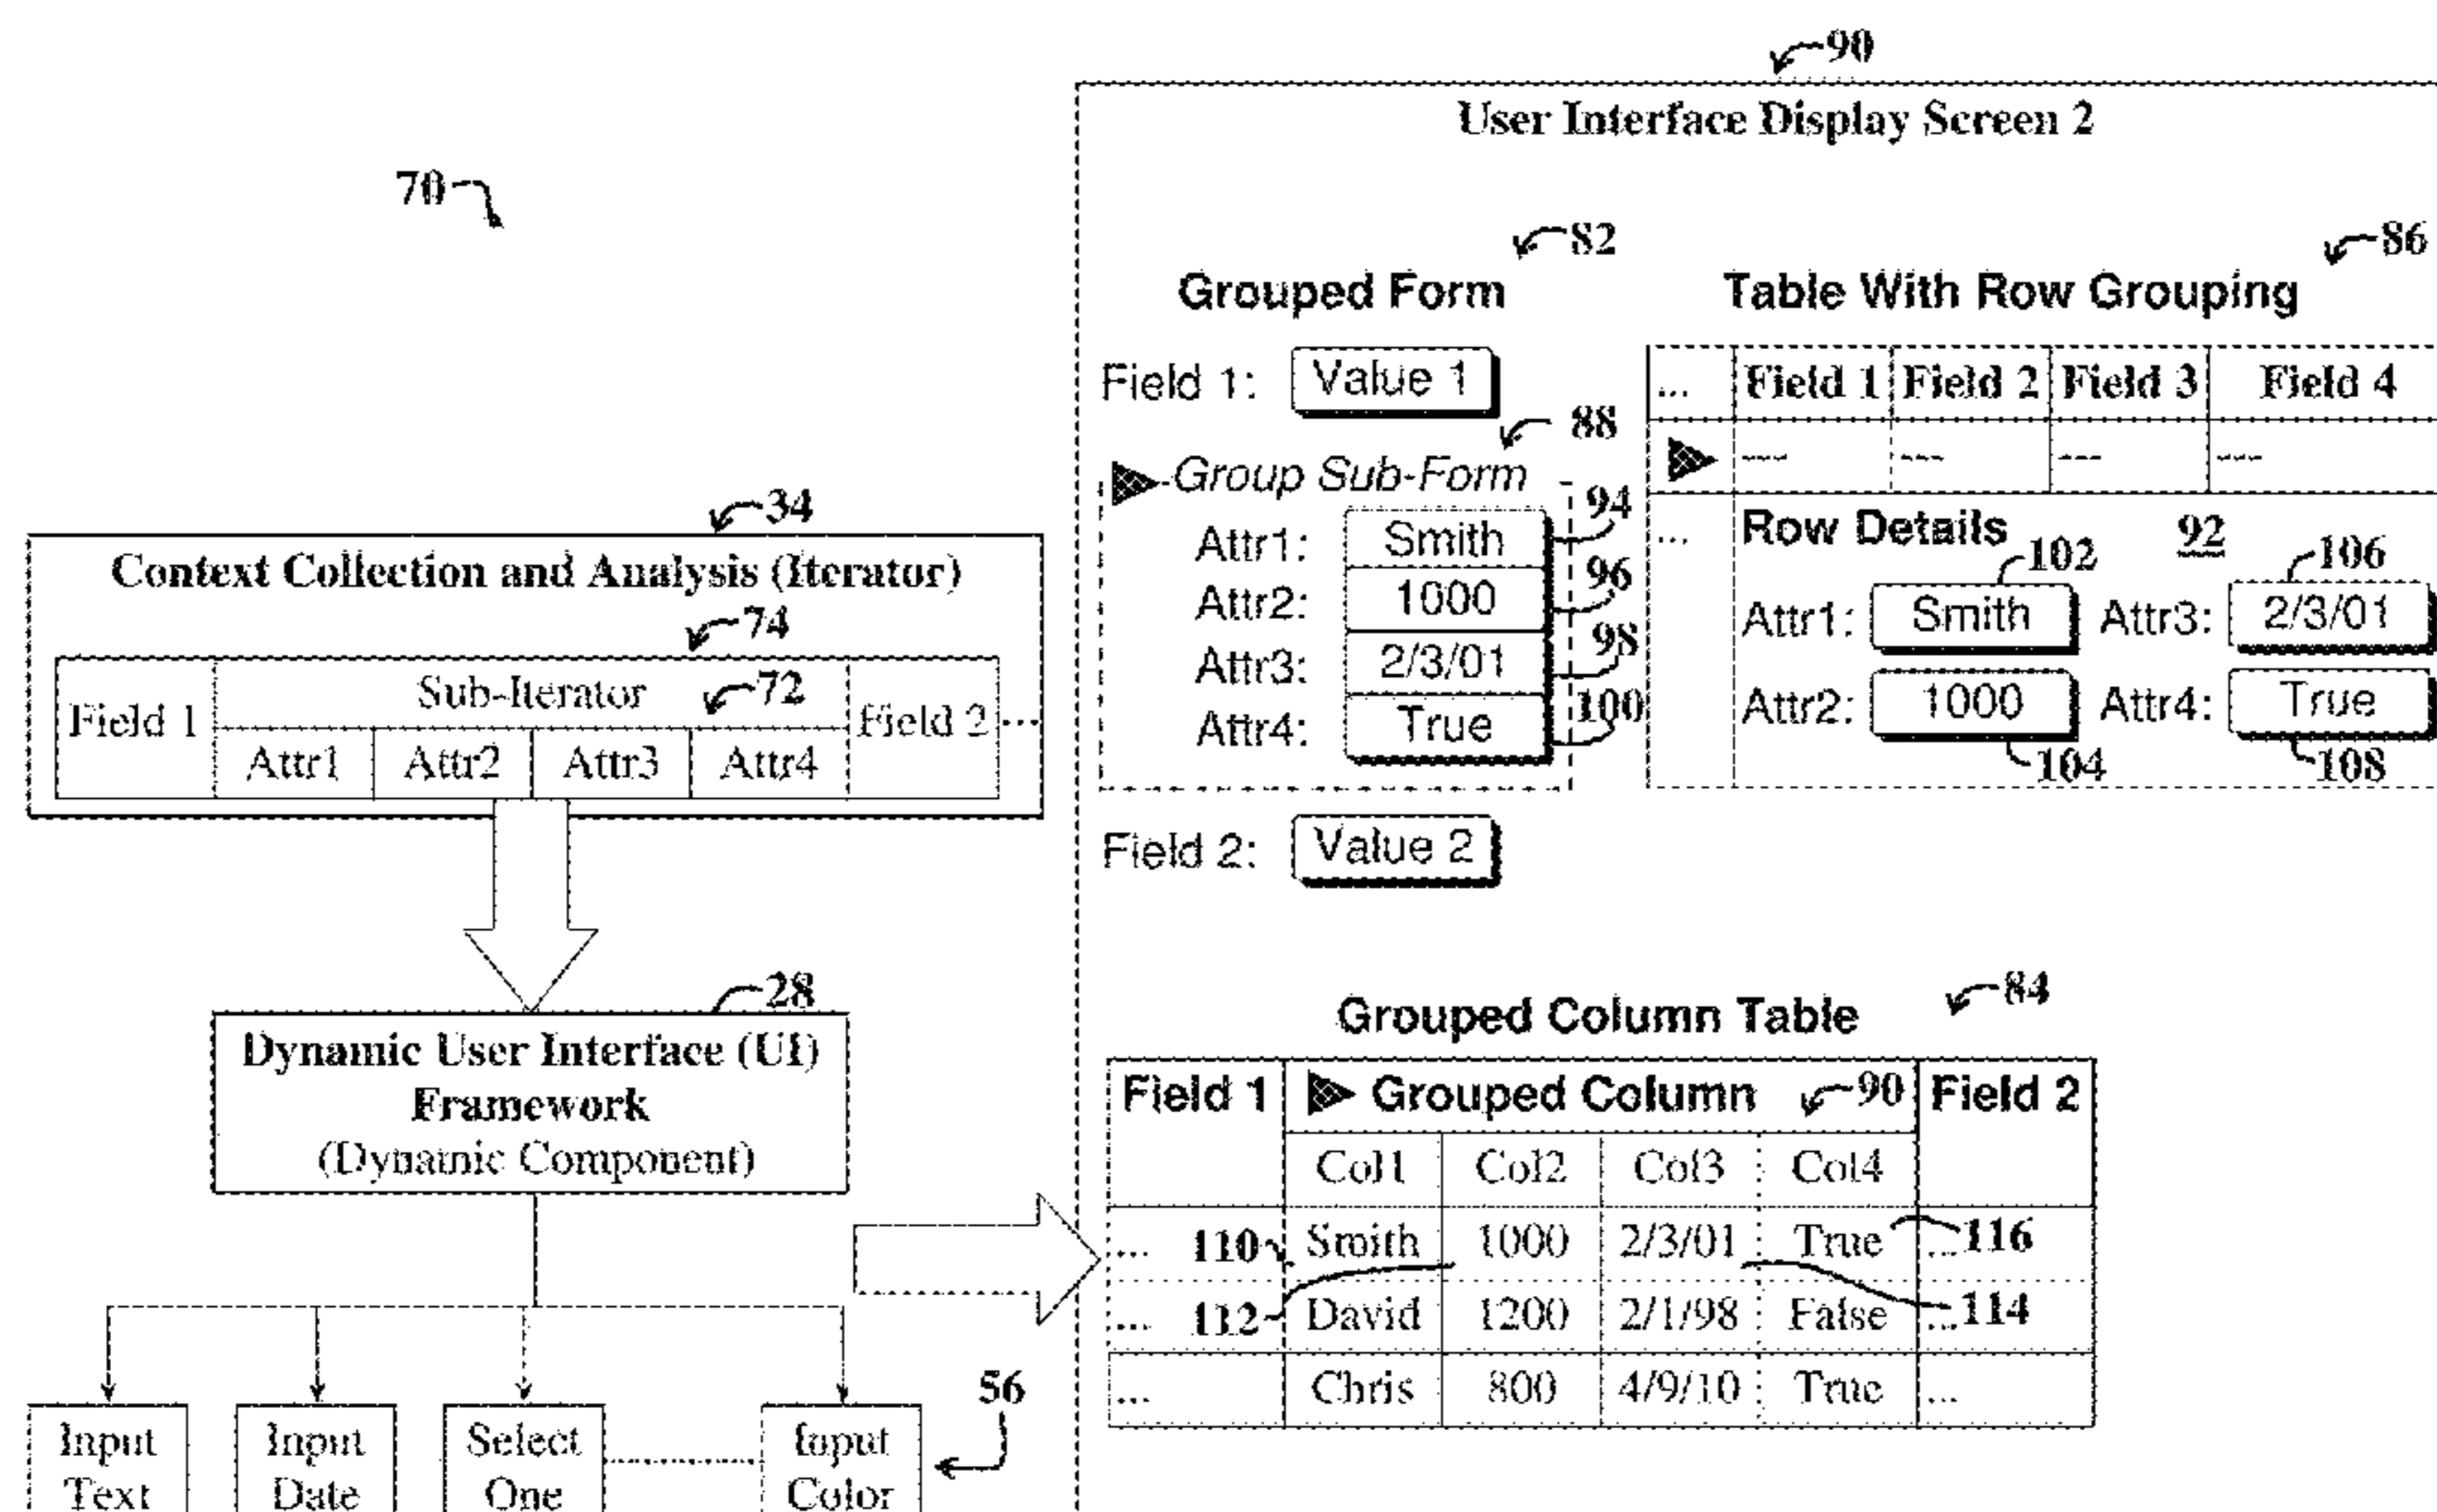 90
User Interface Display Screen 2
70
82
86
Grouped Form
Table With Row Grouping
Field 1: Value 1
88
Group Sub-Form
Attr1: Smith 94
Attr2: 1000 96
Attr3: 2/3/01 98
Attr4: True 100
Field 2: Value 2
... Field 1 Field 2 Field 3 Field 4
--- --- --- ---
... Row Details 92
102 106
Attr1: Smith Attr3: 2/3/01
Attr2: 1000 Attr4: True
104 108
34
Context Collection and Analysis (Iterator)
74
Sub-Iterator 72
Field 1 Field 2 ...
Attr1 Attr2 Attr3 Attr4
28
Dynamic User Interface (UI)
Framework
(Dynamic Component)
84
Grouped Column Table
Field 1 Grouped Column 90 Field 2
Col1 Col2 Col3 Col4
... 110 Smith 1000 2/3/01 True ... 116
... 112 David 1200 2/1/98 False ... 114
... Chris 800 4/9/10 True ...
56
Input Input Select Input
Text Date One Color